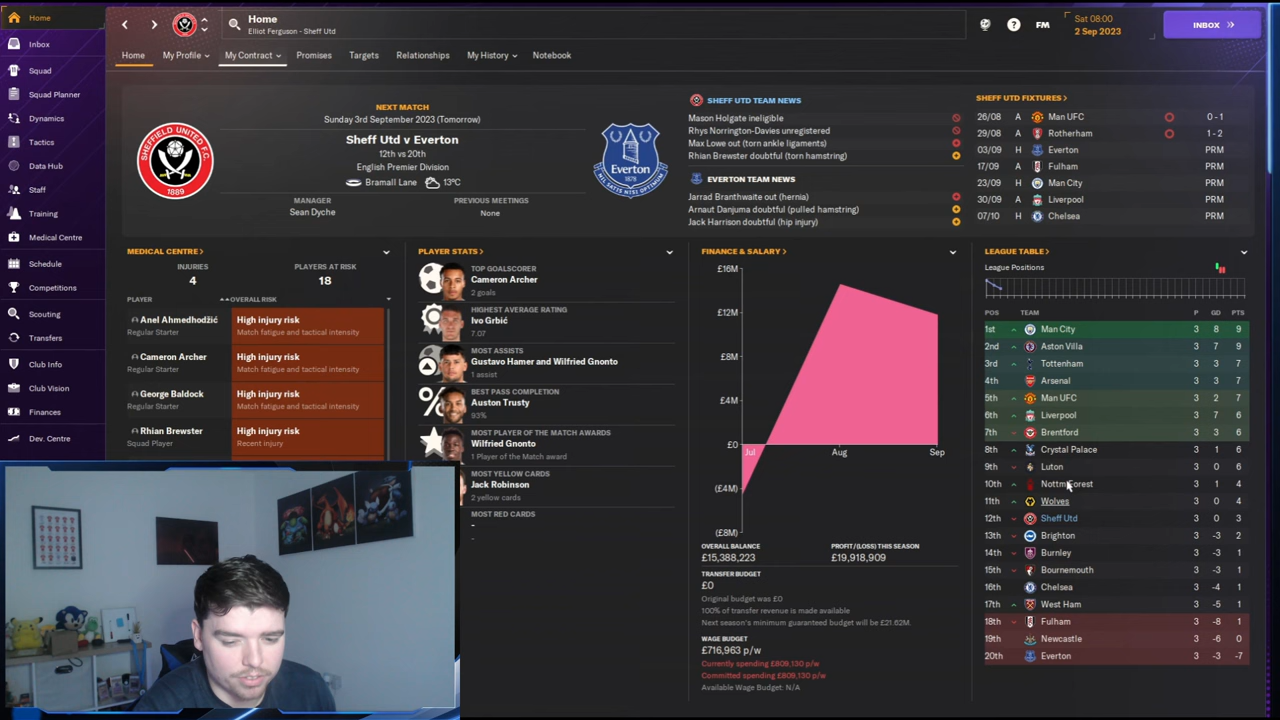 Home
Inbox
Squad
Squad Planner
Dynamics
Tactics
Data Hub
Staff
Training
Medical Centre
Schedule
Competitions
Scouting
Transfers
Club Info
Club Vision
Finances
Dev. Centre
Home
Elliot Ferguson - Sheff Utd
FM
Sat 08:00
2 Sep 2023
INBOX
Home My Profile My Contract Promises Targets Relationships My History Notebook
NEXT MATCH
Sunday 3rd September 2023 (Tomorrow)
Sheff Utd v Everton
12th vs 20th
English Premier Division
Bramall Lane 13°C
MANAGER
Sean Dyche
PREVIOUS MEETINGS
None
SHEFFIELD UNITED F.C.
1889
Everton
1878
SHEFF UTD TEAM NEWS
Mason Holgate ineligible
Rhys Norrington-Davies unregistered
Max Lowe out (torn ankle ligaments)
Rhian Brewster doubtful (torn hamstring)
EVERTON TEAM NEWS
Jarrad Branthwaite out (hernia)
Arnaut Danjuma doubtful (pulled hamstring)
Jack Harrison doubtful (hip injury)
SHEFF UTD FIXTURES >
26/08 A Man UFC 0-1
29/08 A Rotherham 1-2
03/09 H Everton PRM
17/09 A Fulham PRM
23/09 H Man City PRM
30/09 A Liverpool PRM
07/10 H Chelsea PRM
MEDICAL CENTRE >
INJURIES
4
PLAYERS AT RISK
18
PLAYER OVERALL RISK
Anel Ahmedhodžić High injury risk
Regular Starter Match fatigue and tactical intensity
Cameron Archer High injury risk
Regular Starter Match fatigue and tactical intensity
George Baldock High injury risk
Regular Starter Match fatigue and tactical intensity
Rhian Brewster High injury risk
Squad Player Recent injury
PLAYER STATS >
TOP GOALSCORER
Cameron Archer
2 goals
HIGHEST AVERAGE RATING
Ivo Grbić
7.07
MOST ASSISTS
Gustavo Hamer and Wilfried Gnonto
1 assist
BEST PASS COMPLETION
Auston Trusty
93%
MOST PLAYER OF THE MATCH AWARDS
Wilfried Gnonto
1 Player of the Match award
MOST YELLOW CARDS
Jack Robinson
2 yellow cards
MOST RED CARDS
-
-
FINANCE & SALARY >
£16M
£12M
£8M
£4M
£0
(£4M)
(£8M)
Jul Aug Sep
OVERALL BALANCE
£15,388,223
PROFIT/(LOSS) THIS SEASON
£19,918,909
TRANSFER BUDGET
£0
Original budget was £0
100% of transfer revenue is made available
Next season's minimum guaranteed budget will be £21.62M.
WAGE BUDGET
£716,963 p/w
Currently spending £809,130 p/w
Committed spending £809,130 p/w
Available Wage Budget: N/A
LEAGUE TABLE >
League Positions
POS TEAM P GD PTS
1st Man City 3 8 9
2nd Aston Villa 3 7 9
3rd Tottenham 3 3 7
4th Arsenal 3 3 7
5th Man UFC 3 2 7
6th Liverpool 3 7 6
7th Brentford 3 3 6
8th Crystal Palace 3 1 6
9th Luton 3 0 6
10th Nottm Forest 3 1 4
11th Wolves 3 0 4
12th Sheff Utd 3 0 3
13th Brighton 3 -3 2
14th Burnley 3 -3 1
15th Bournemouth 3 -3 1
16th Chelsea 3 -4 1
17th West Ham 3 -5 1
18th Fulham 3 -8 1
19th Newcastle 3 -6 0
20th Everton 3 -3 -7